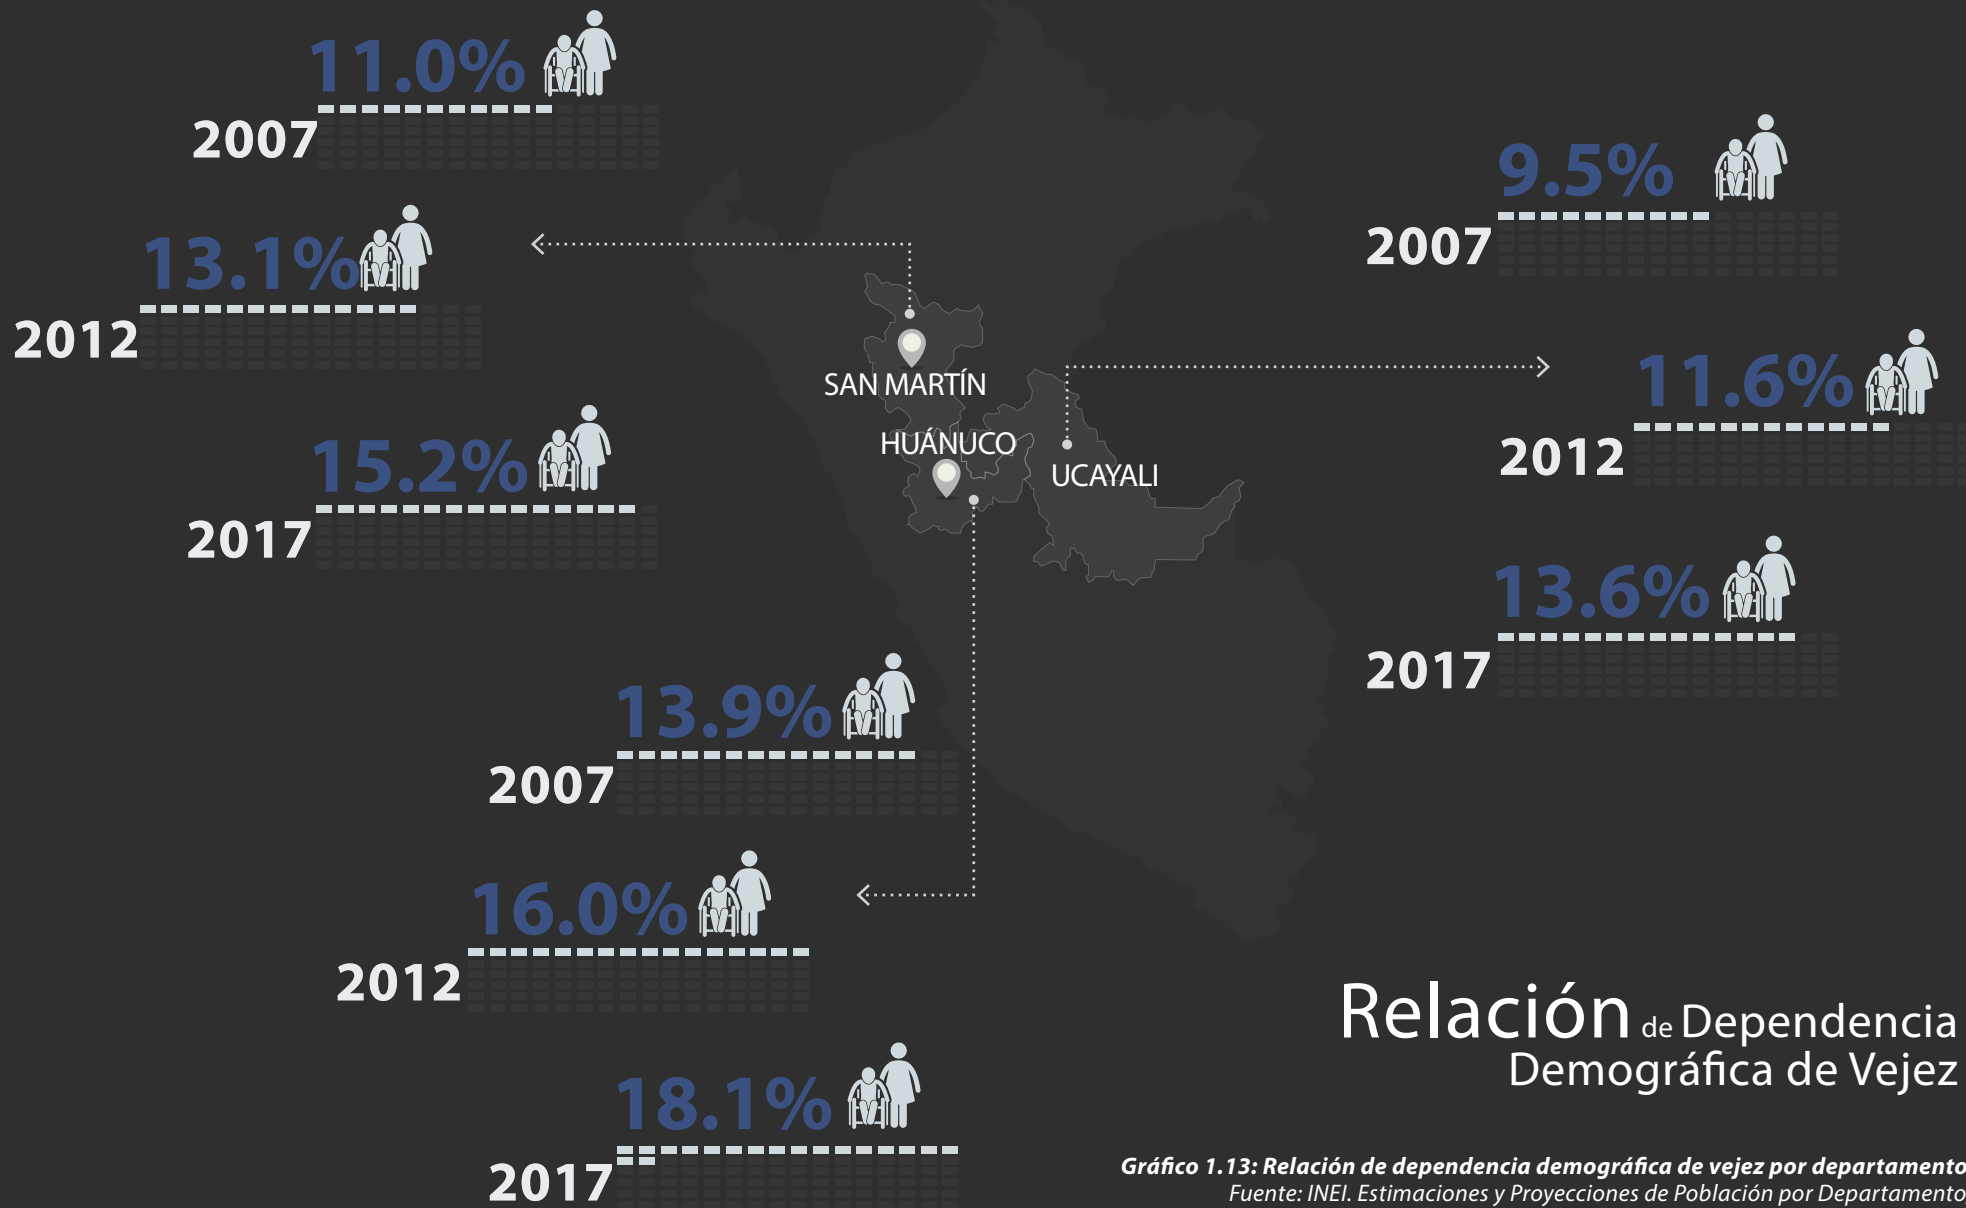 11.0%
2007
13.1%
2012
15.2%
2017
SAN MARTÍN
HUÁNUCO
UCAYALI
9.5%
2007
11.6%
2012
13.6%
2017
13.9%
2007
16.0%
2012
18.1%
2017
Relación de Dependencia
Demográfica de Vejez
Gráfico 1.13: Relación de dependencia demográfica de vejez por departamento
Fuente: INEI. Estimaciones y Proyecciones de Población por Departamento